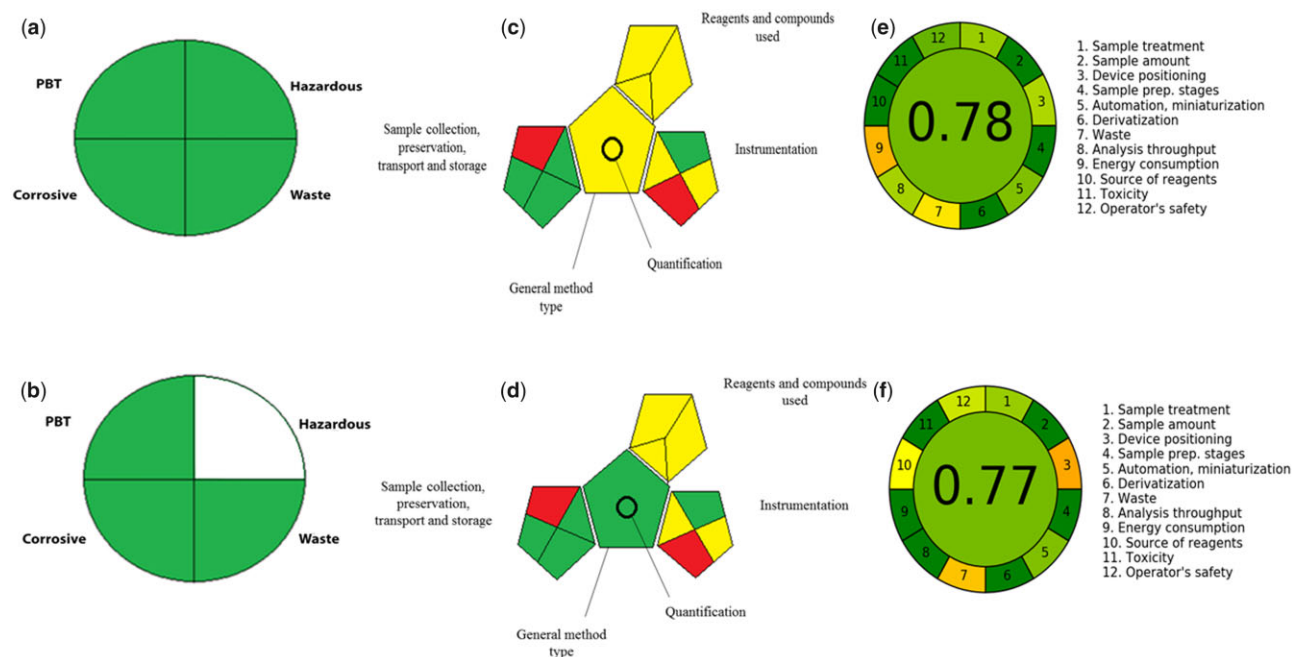 (a)
PBT
Hazardous
Corrosive
Waste
(c)
Reagents and compounds
used
Sample collection,
preservation,
transport and storage
Instrumentation
Quantification
General method
type
(e)
0.78
1
2
3
4
5
6
7
8
9
10
11
12
1. Sample treatment
2. Sample amount
3. Device positioning
4. Sample prep. stages
5. Automation, miniaturization
6. Derivatization
7. Waste
8. Analysis throughput
9. Energy consumption
10. Source of reagents
11. Toxicity
12. Operator's safety
(b)
PBT
Hazardous
Corrosive
Waste
(d)
Reagents and compounds
used
Sample collection,
preservation,
transport and storage
Instrumentation
Quantification
General method
type
(f)
0.77
1
2
3
4
5
6
7
8
9
10
11
12
1. Sample treatment
2. Sample amount
3. Device positioning
4. Sample prep. stages
5. Automation, miniaturization
6. Derivatization
7. Waste
8. Analysis throughput
9. Energy consumption
10. Source of reagents
11. Toxicity
12. Operator's safety